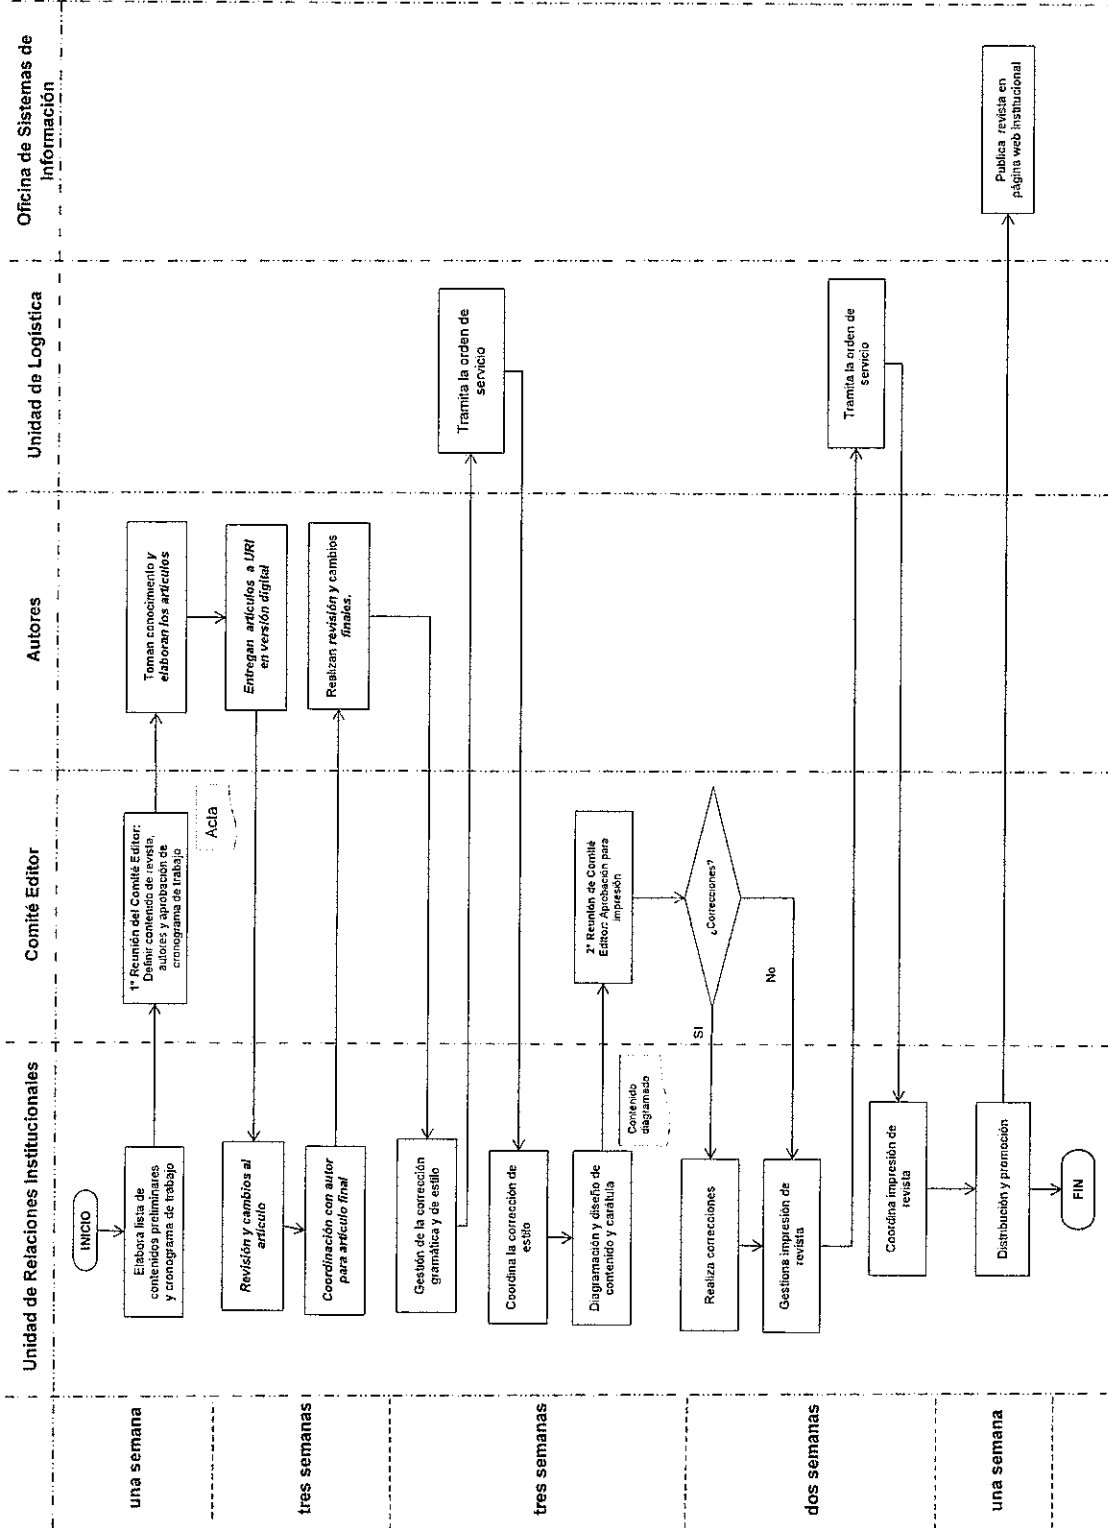 Unidad de Relaciones Institucionales
Comité Editor
Autores
Unidad de Logística
Oficina de Sistemas de
Información
una semana
INICIO
Elabora lista de
contenidos preliminares
y cronograma de trabajo
1° Reunión del Comité Editor:
Definir contenido de revista,
autores y aprobación de
cronograma de trabajo
Acta
Toman conocimiento y
elaboran los artículos
tres semanas
Entregan artículos a URI
en versión digital
Revisión y cambios al
artículo
Coordinación con autor
para artículo final
Realizan revisión y cambios
finales.
tres semanas
Gestión de la corrección
gramática y de estilo
Tramita la orden de
servicio
Coordina la corrección de
estilo
Diagramación y diseño de
contenido y carátula
Contenido
diagramado
2° Reunión de Comité
Editor: Aprobación para
impresión
dos semanas
¿Correcciones?
SI
No
Realiza correcciones
Gestiona impresión de
revista
Tramita la orden de
servicio
Coordina impresión de
revista
una semana
Distribución y promoción
Publica revista en
página web institucional
FIN